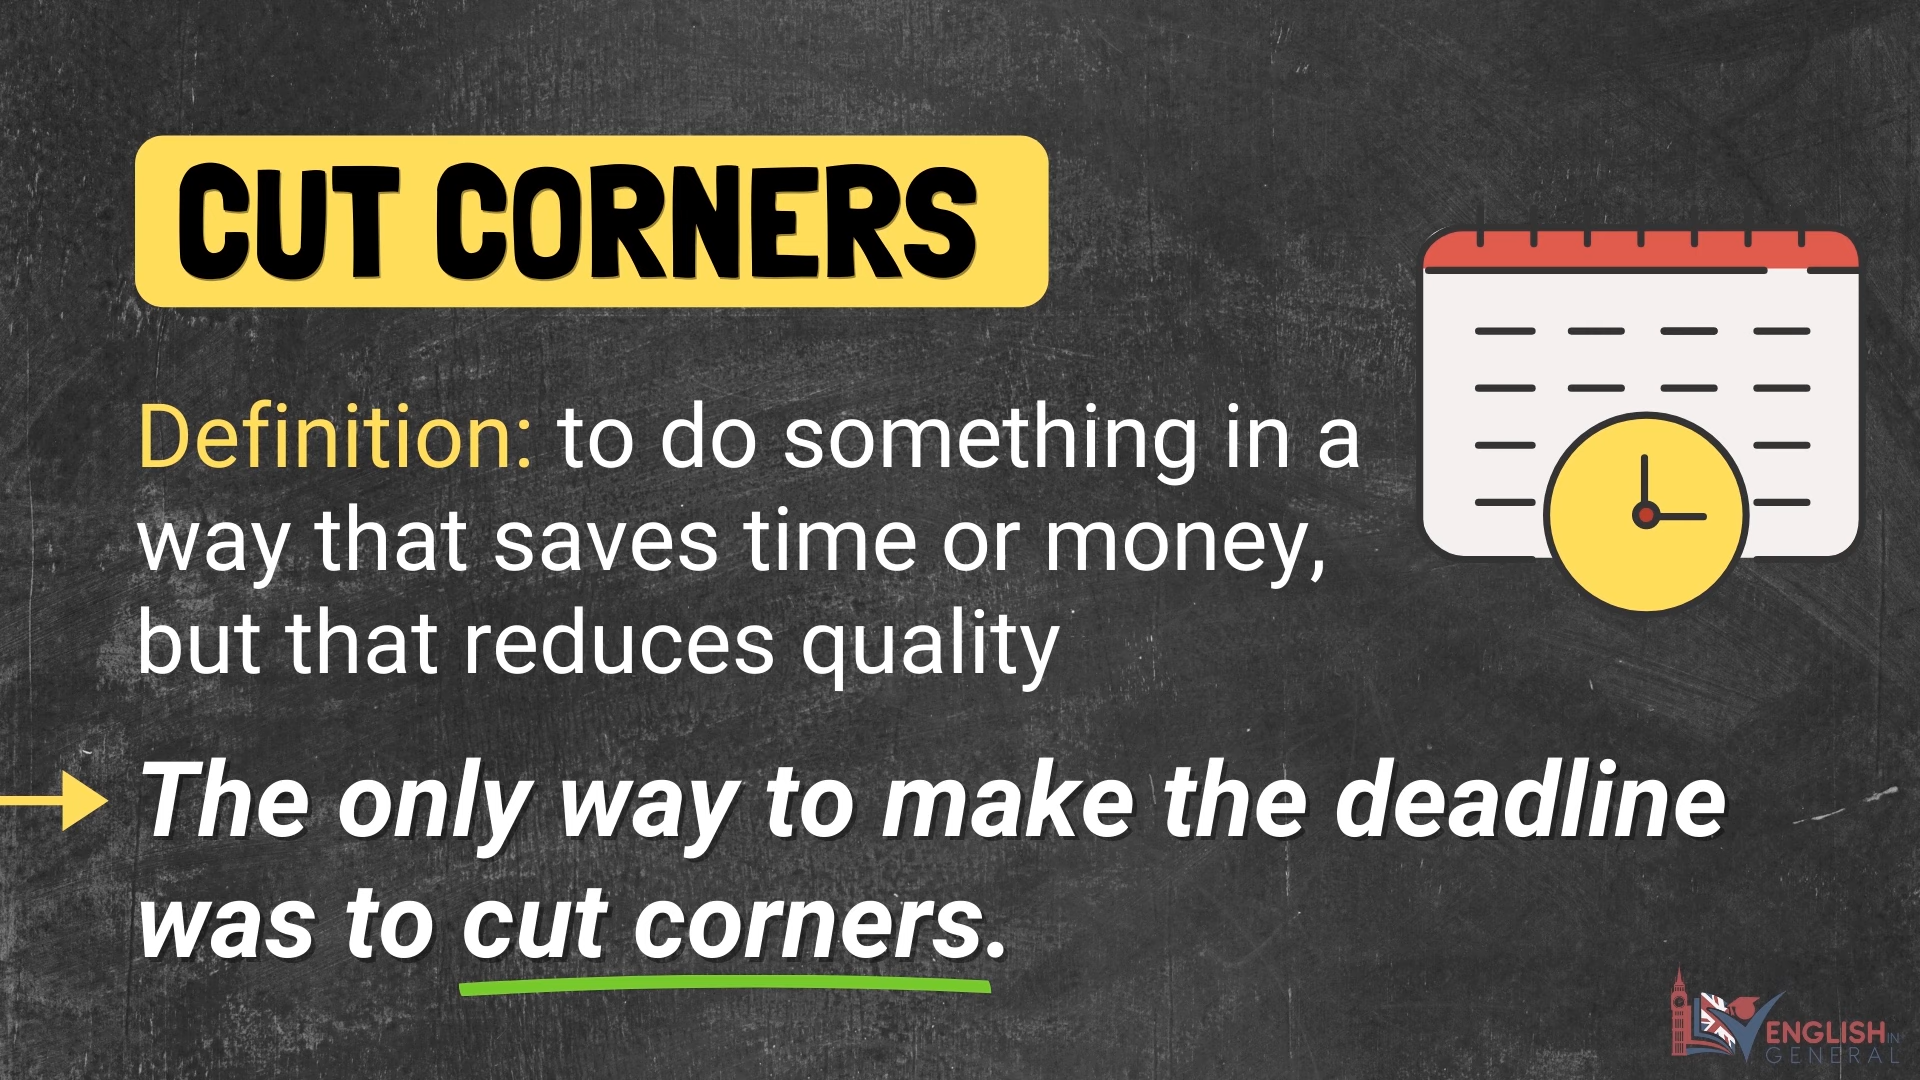 CUT CORNERS
Definition: to do something in a
way that saves time or money,
but that reduces quality
The only way to make the deadline
was to cut corners.
ENGLISH IN
GENERAL